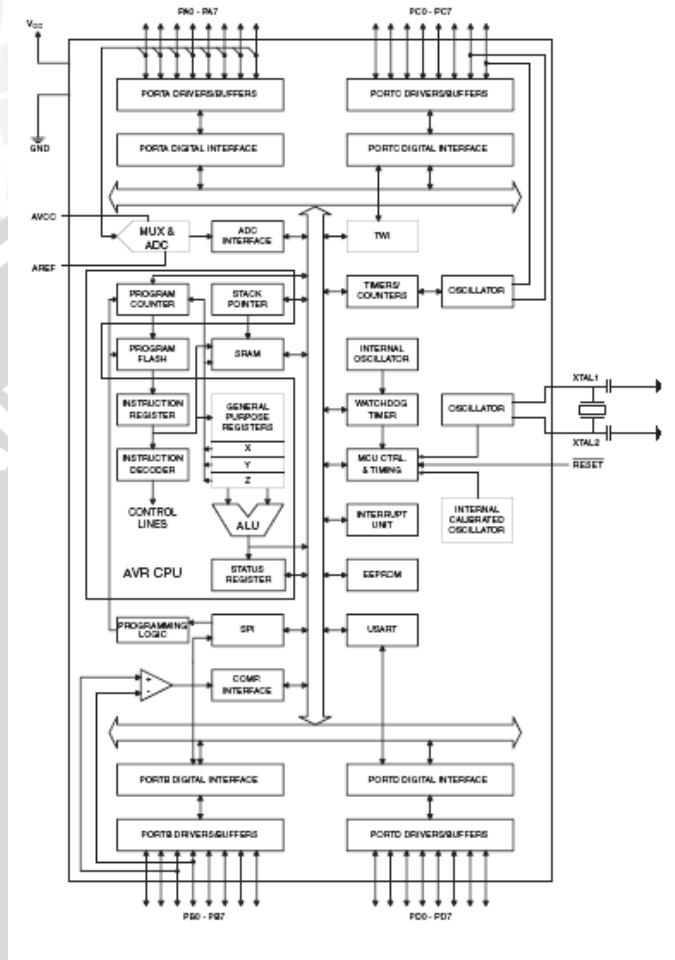 PA0 - PA7
PC0 - PC7
VCC
PORTA DRIVERS/BUFFERS
PORTC DRIVERS/BUFFERS
GND
PORTA DIGITAL INTERFACE
PORTC DIGITAL INTERFACE
AVCC
MUX &
ADC
ADC
INTERFACE
TWI
AREF
PROGRAM
COUNTER
STACK
POINTER
TIMERS/
COUNTERS
OSCILLATOR
PROGRAM
FLASH
SRAM
INTERNAL
OSCILLATOR
XTAL1
INSTRUCTION
REGISTER
GENERAL
PURPOSE
REGISTERS
WATCHDOG
TIMER
OSCILLATOR
XTAL2
X
INSTRUCTION
DECODER
Y
MCU CTRL.
& TIMING
RESET
Z
CONTROL
LINES
ALU
INTERRUPT
UNIT
INTERNAL
CALIBRATED
OSCILLATOR
AVR CPU
STATUS
REGISTER
EEPROM
PROGRAMMING
LOGIC
SPI
USART
+
-
COMP.
INTERFACE
PORTB DIGITAL INTERFACE
PORTD DIGITAL INTERFACE
PORTB DRIVERS/BUFFERS
PORTD DRIVERS/BUFFERS
PB0 - PB7
PD0 - PD7